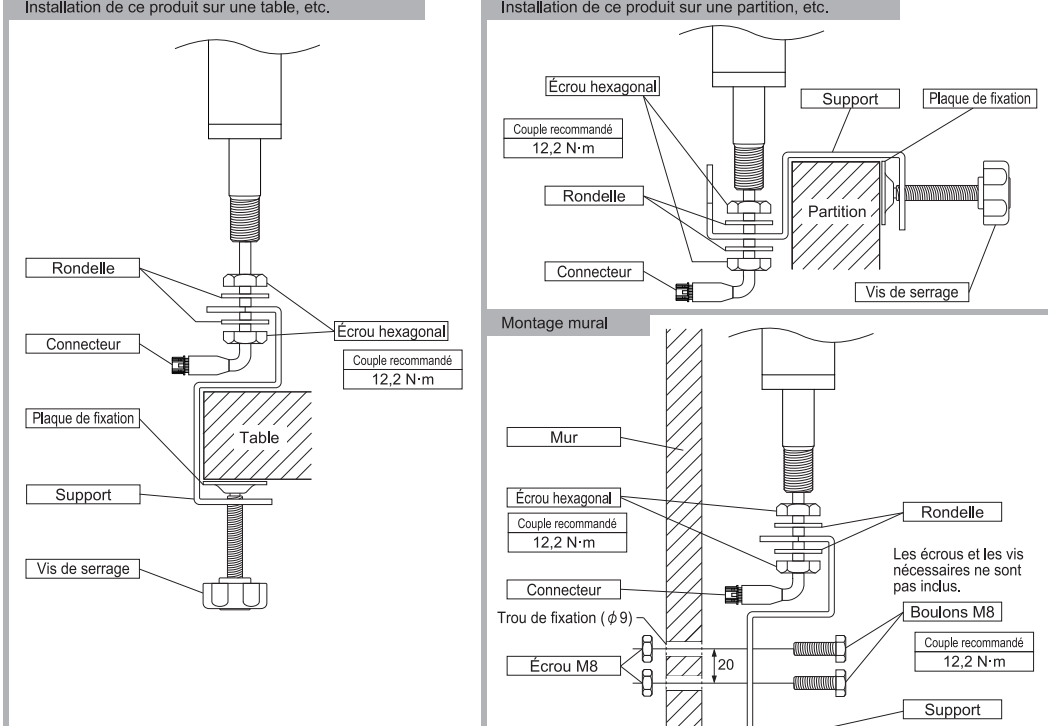 Installation de ce produit sur une table, etc.
Rondelle
Connecteur
Écrou hexagonal
Couple recommandé
12,2 N·m
Plaque de fixation
Table
Support
Vis de serrage
Installation de ce produit sur une partition, etc.
Écrou hexagonal
Couple recommandé
12,2 N·m
Support
Plaque de fixation
Rondelle
Partition
Connecteur
Vis de serrage
Montage mural
Mur
Écrou hexagonal
Couple recommandé
12,2 N·m
Rondelle
Connecteur
Les écrous et les vis
nécessaires ne sont
pas inclus.
Trou de fixation (φ9)
Boulons M8
Couple recommandé
12,2 N·m
Écrou M8
20
Support